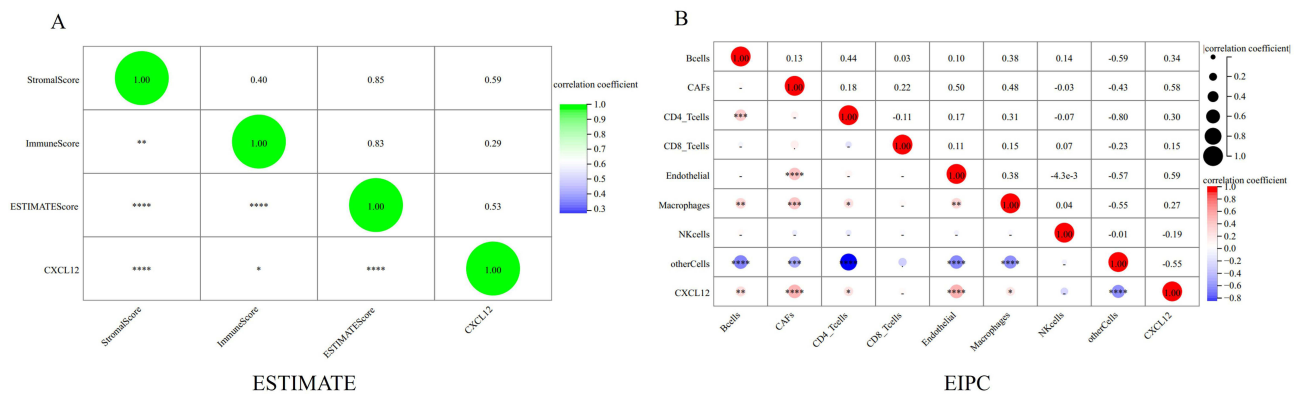 A
StromalScore 1.00 0.40 0.85 0.59
ImmuneScore ** 1.00 0.83 0.29
ESTIMATEScore **** **** 1.00 0.53
CXCL12 **** * **** 1.00
StromalScore ImmuneScore ESTIMATEScore CXCL12
correlation coefficient
1.0
0.9
0.8
0.7
0.6
0.5
0.4
0.3
ESTIMATE
B
Bcells 1.00 0.13 0.44 0.03 0.10 0.38 0.14 -0.59 0.34
CAFs - 1.00 0.18 0.22 0.50 0.48 -0.03 -0.43 0.58
CD4_Tcells *** - 1.00 -0.11 0.17 0.31 -0.07 -0.80 0.30
CD8_Tcells - - - 1.00 0.11 0.15 0.07 -0.23 0.15
Endothelial - **** - - 1.00 0.38 -4.3e-3 -0.57 0.59
Macrophages ** *** * - ** 1.00 0.04 -0.55 0.27
NKcells - - - - - - 1.00 -0.01 -0.19
otherCells **** *** **** - **** **** - 1.00 -0.55
CXCL12 ** **** * - **** * - **** 1.00
Bcells CAFs CD4_Tcells CD8_Tcells Endothelial Macrophages NKcells otherCells CXCL12
|correlation coefficient|
0.2
0.4
0.6
0.8
1.0
correlation coefficient
1.0
0.8
0.6
0.4
0.2
0.0
-0.2
-0.4
-0.6
-0.8
EIPC